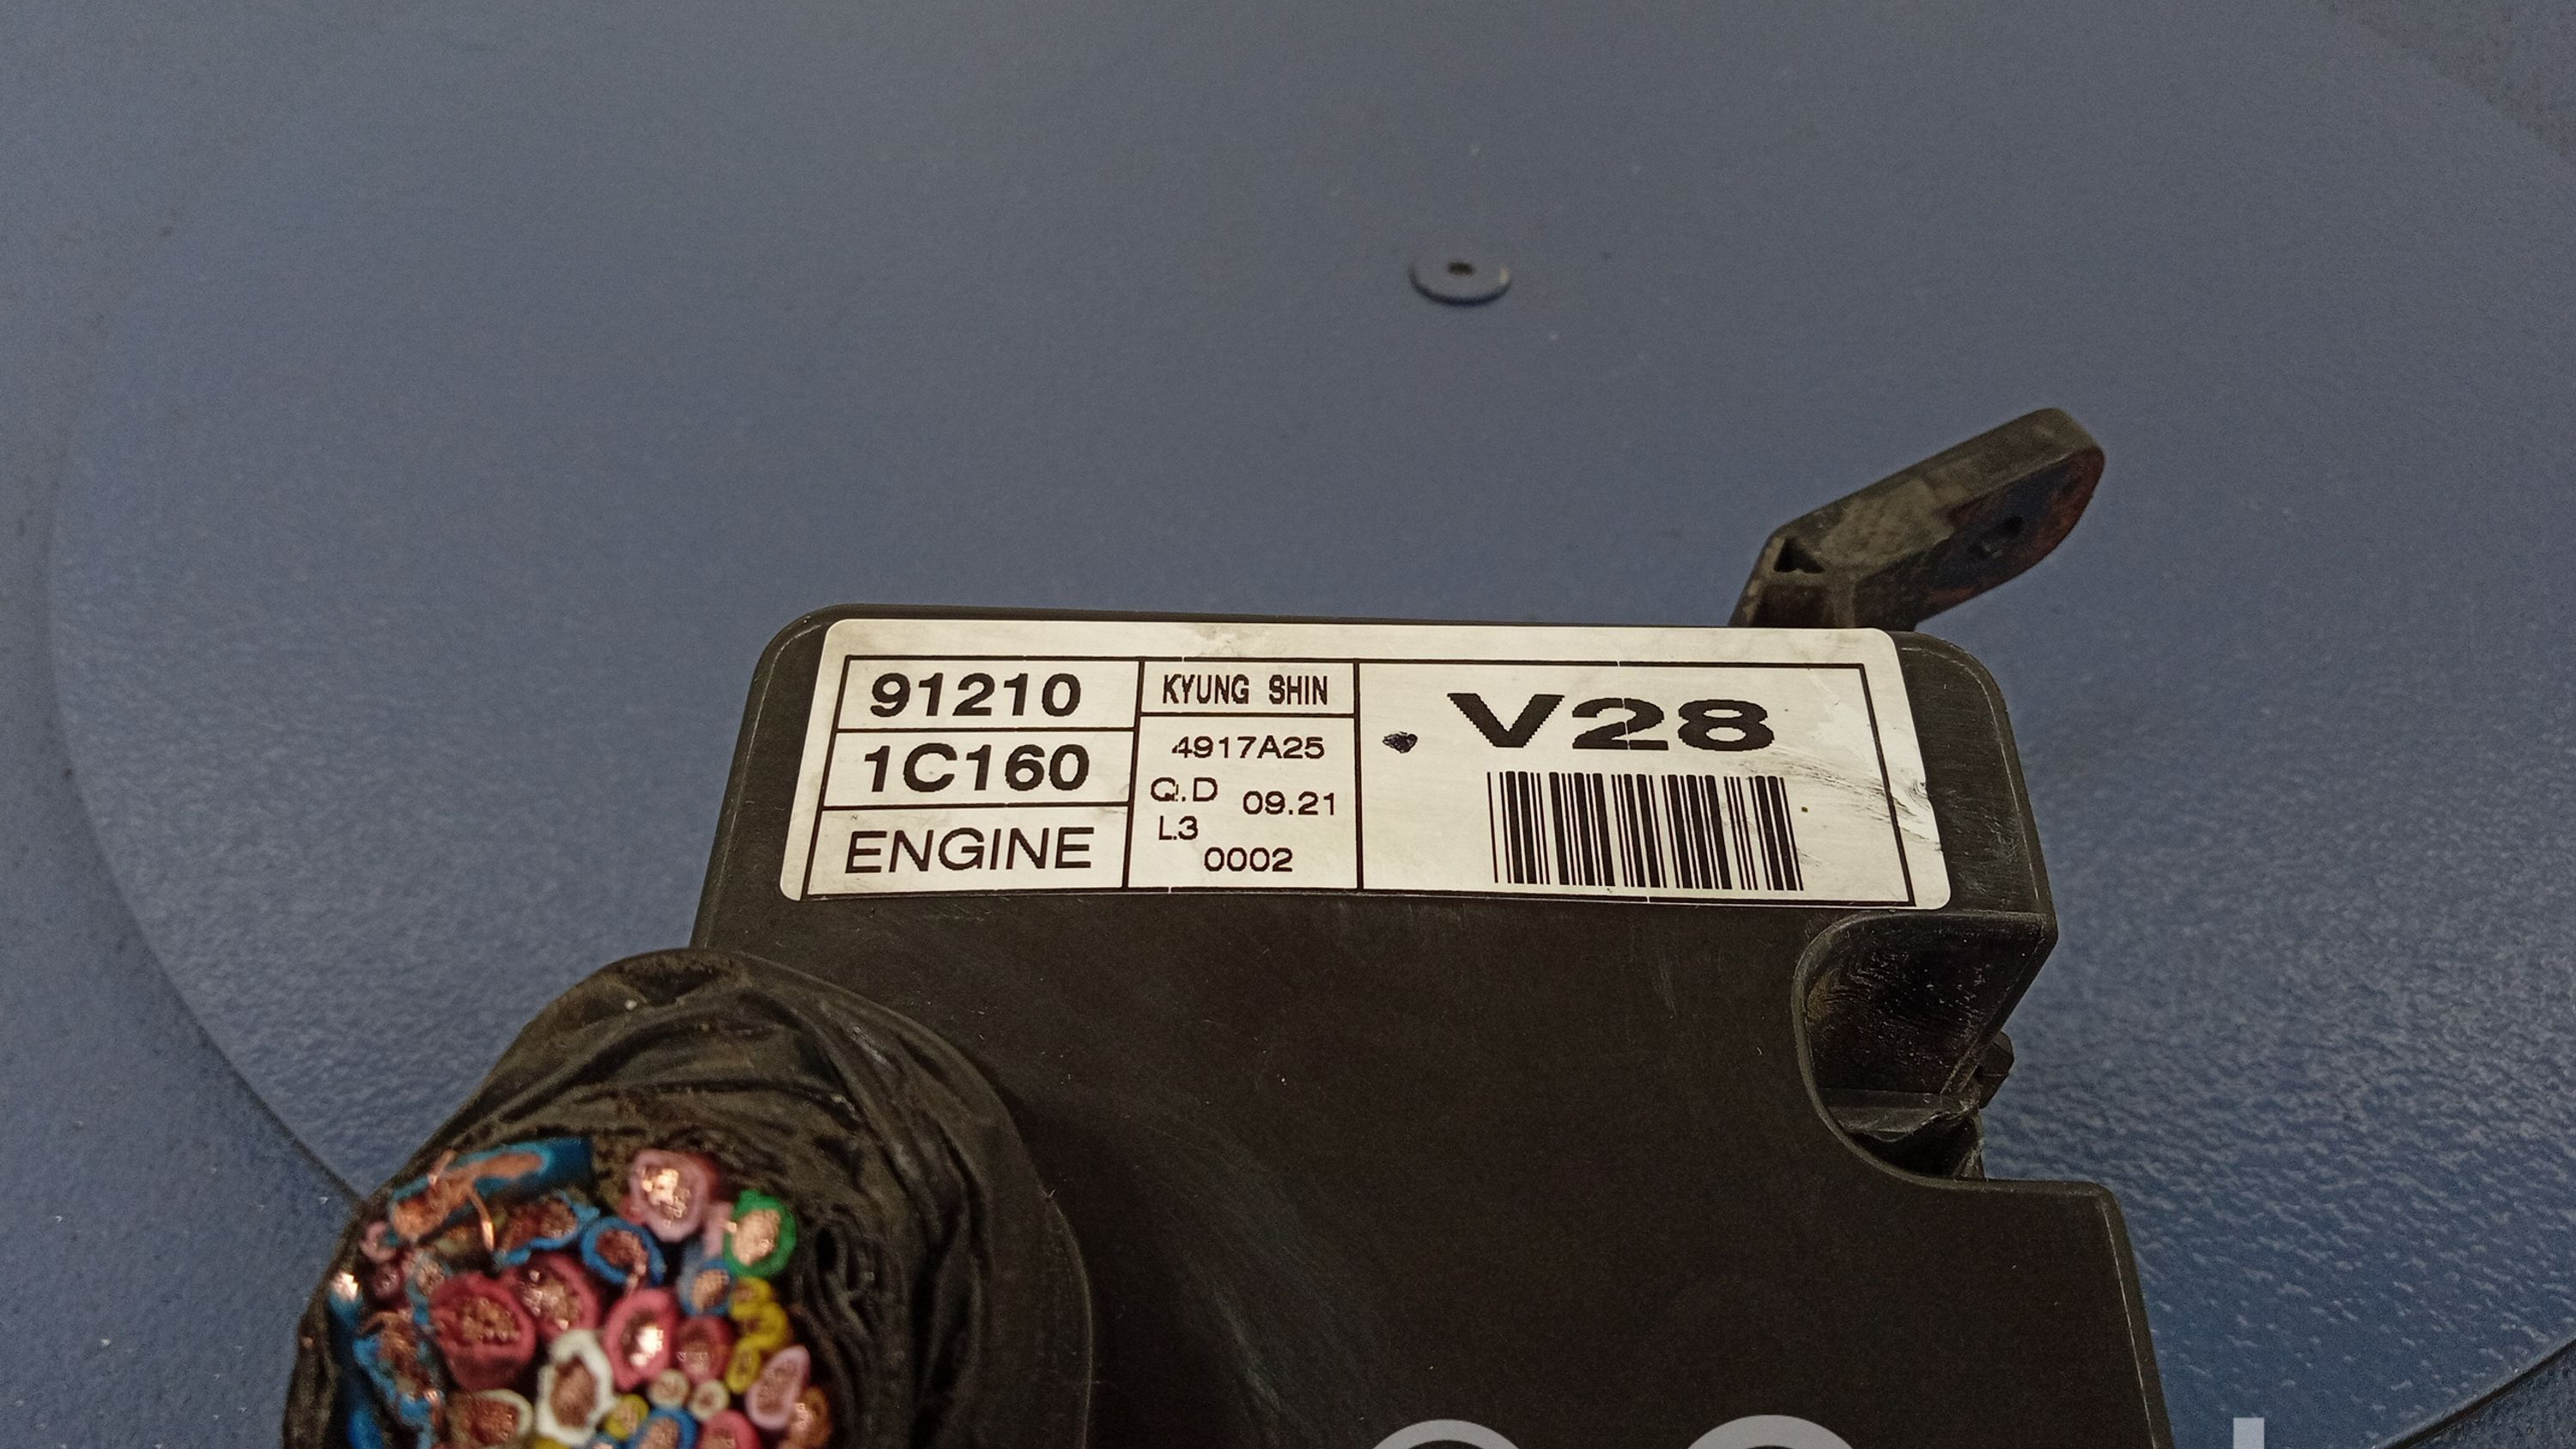 91210
1C160
ENGINE
KYUNG SHIN
4917A25
Q.D 09.21
L3
0002
V28